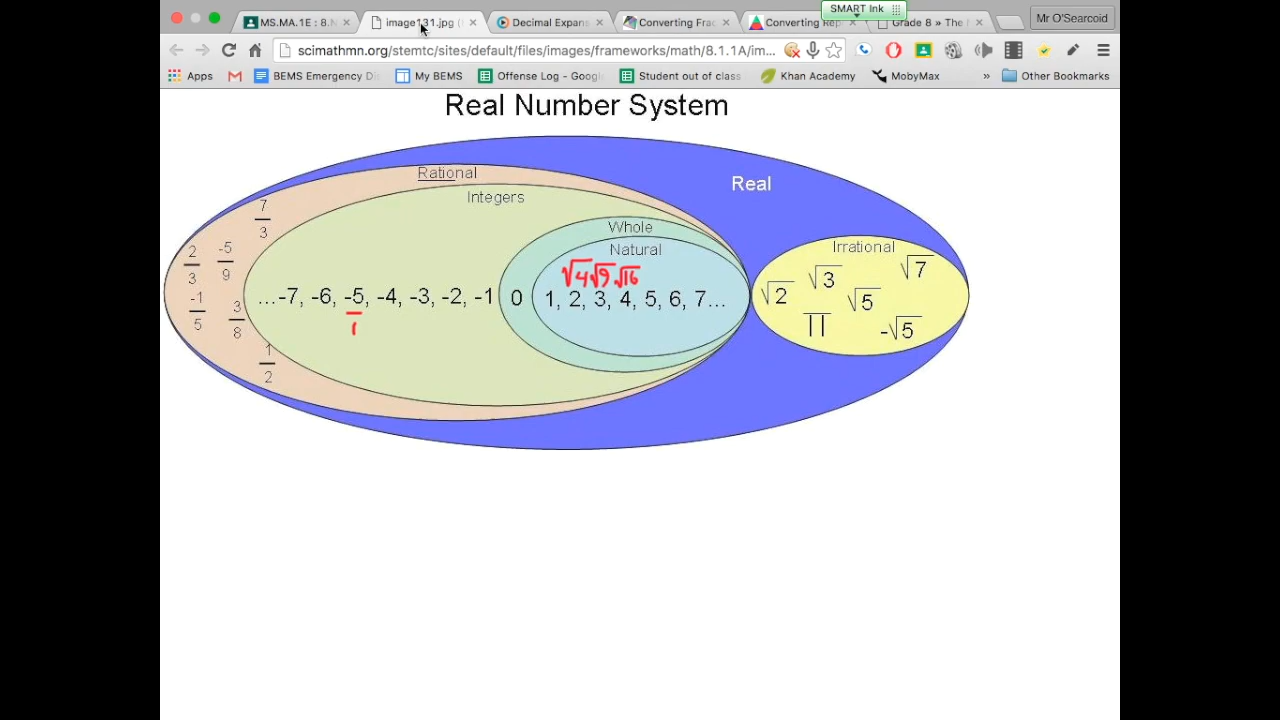 SMART Ink
MS.MA.1E : 8.N
image131.jpg (
Decimal Expans
Converting Frac
Converting Rep
Grade 8 » The N
Mr O'Searcoid
scimathmn.org/stemtc/sites/default/files/images/frameworks/math/8.1.1A/im...
Apps
BEMS Emergency Di
My BEMS
Offense Log - Google
Student out of class
Khan Academy
MobyMax
»
Other Bookmarks
Real Number System
Rational
Real
Integers
Whole
Natural
Irrational
7/3
2/3
-5/9
-1/5
3/8
1/2
√4 √9 √16
...-7, -6, -5, -4, -3, -2, -1
0
1, 2, 3, 4, 5, 6, 7...
1
√2
√3
√7
√5
∏
-√5